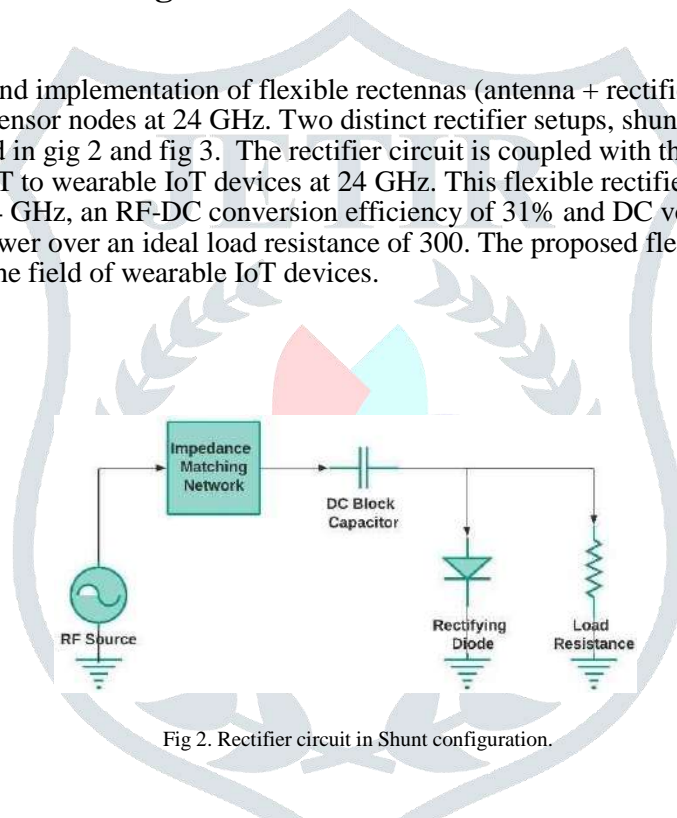 nd implementation of flexible rectennas (antenna + rectifie
ensor nodes at 24 GHz. Two distinct rectifier setups, shun
d in gig 2 and fig 3. The rectifier circuit is coupled with th
T to wearable IoT devices at 24 GHz. This flexible rectifie
GHz, an RF-DC conversion efficiency of 31% and DC v
wer over an ideal load resistance of 300. The proposed fle
he field of wearable IoT devices.
JETIR
Impedance
Matching
Network
DC Block
Capacitor
RF Source
Rectifying
Diode
Load
Resistance
Fig 2. Rectifier circuit in Shunt configuration.